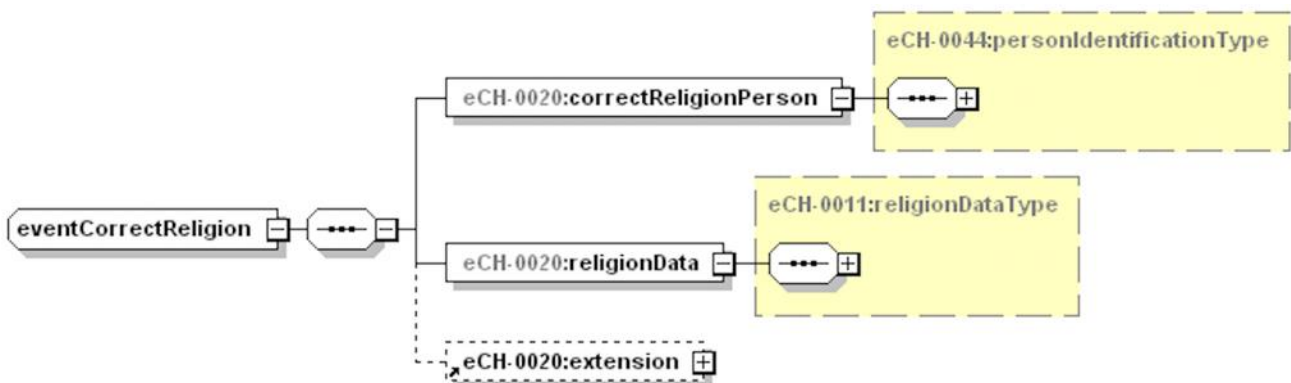 eCH-0044:personIdentificationType
eCH-0020:correctReligionPerson
eventCorrectReligion
eCH-0011:religionDataType
eCH-0020:religionData
eCH-0020:extension